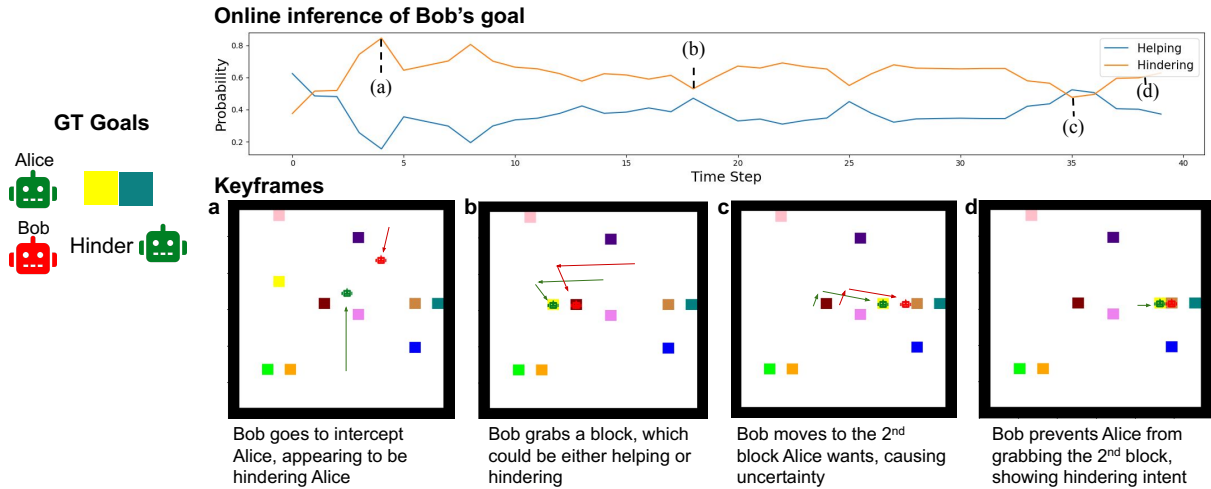 Online inference of Bob's goal
0.8
0.6
0.4
0.2
Probability
(a)
(b)
(c)
(d)
Helping
Hindering
0
5
10
15
20
25
30
35
40
Time Step
GT Goals
Alice
Bob
Hinder
Keyframes
a
b
c
d
Bob goes to intercept
Alice, appearing to be
hindering Alice
Bob grabs a block, which
could be either helping or
hindering
Bob moves to the 2nd
block Alice wants, causing
uncertainty
Bob prevents Alice from
grabbing the 2nd block,
showing hindering intent